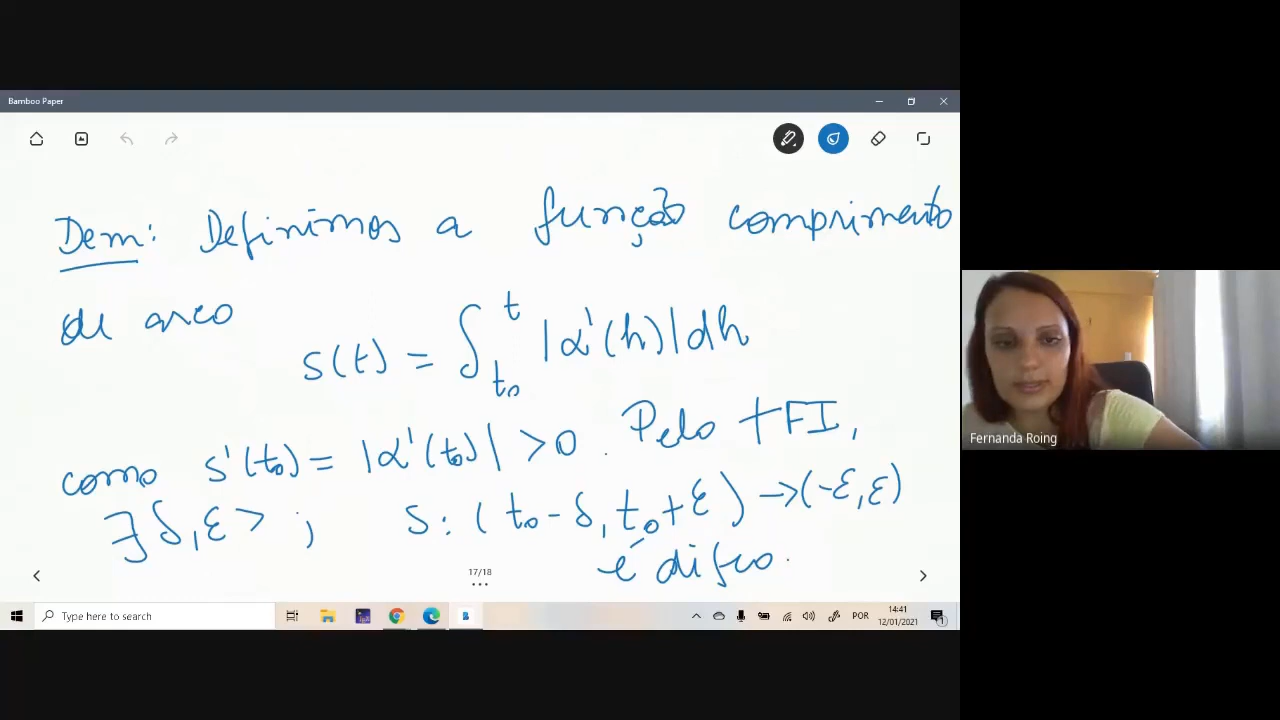 Bamboo Paper
Dem: Definimos a função comprimento
de arco
s(t) = ∫_{t₀}^{t} |α'(h)|dh
como s'(t₀) = |α'(t₀)| > 0. Pelo TFI,
∃ δ, ε > ; s: (t₀ - δ, t₀ + ε) → (-ε, ε)
é difeo.
Fernanda Roing
17/18
Type here to search
POR
14:41
12/01/2021